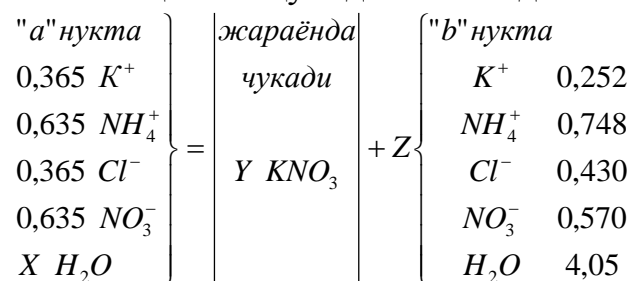 "a" нукта жараёнда "b" нукта
0,365 K⁺ чукади K⁺ 0,252
0,635 NH₄⁺ NH₄⁺ 0,748
0,365 Cl⁻ = Y KNO₃ + Z Cl⁻ 0,430
0,635 NO₃⁻ NO₃⁻ 0,570
X H₂O H₂O 4,05